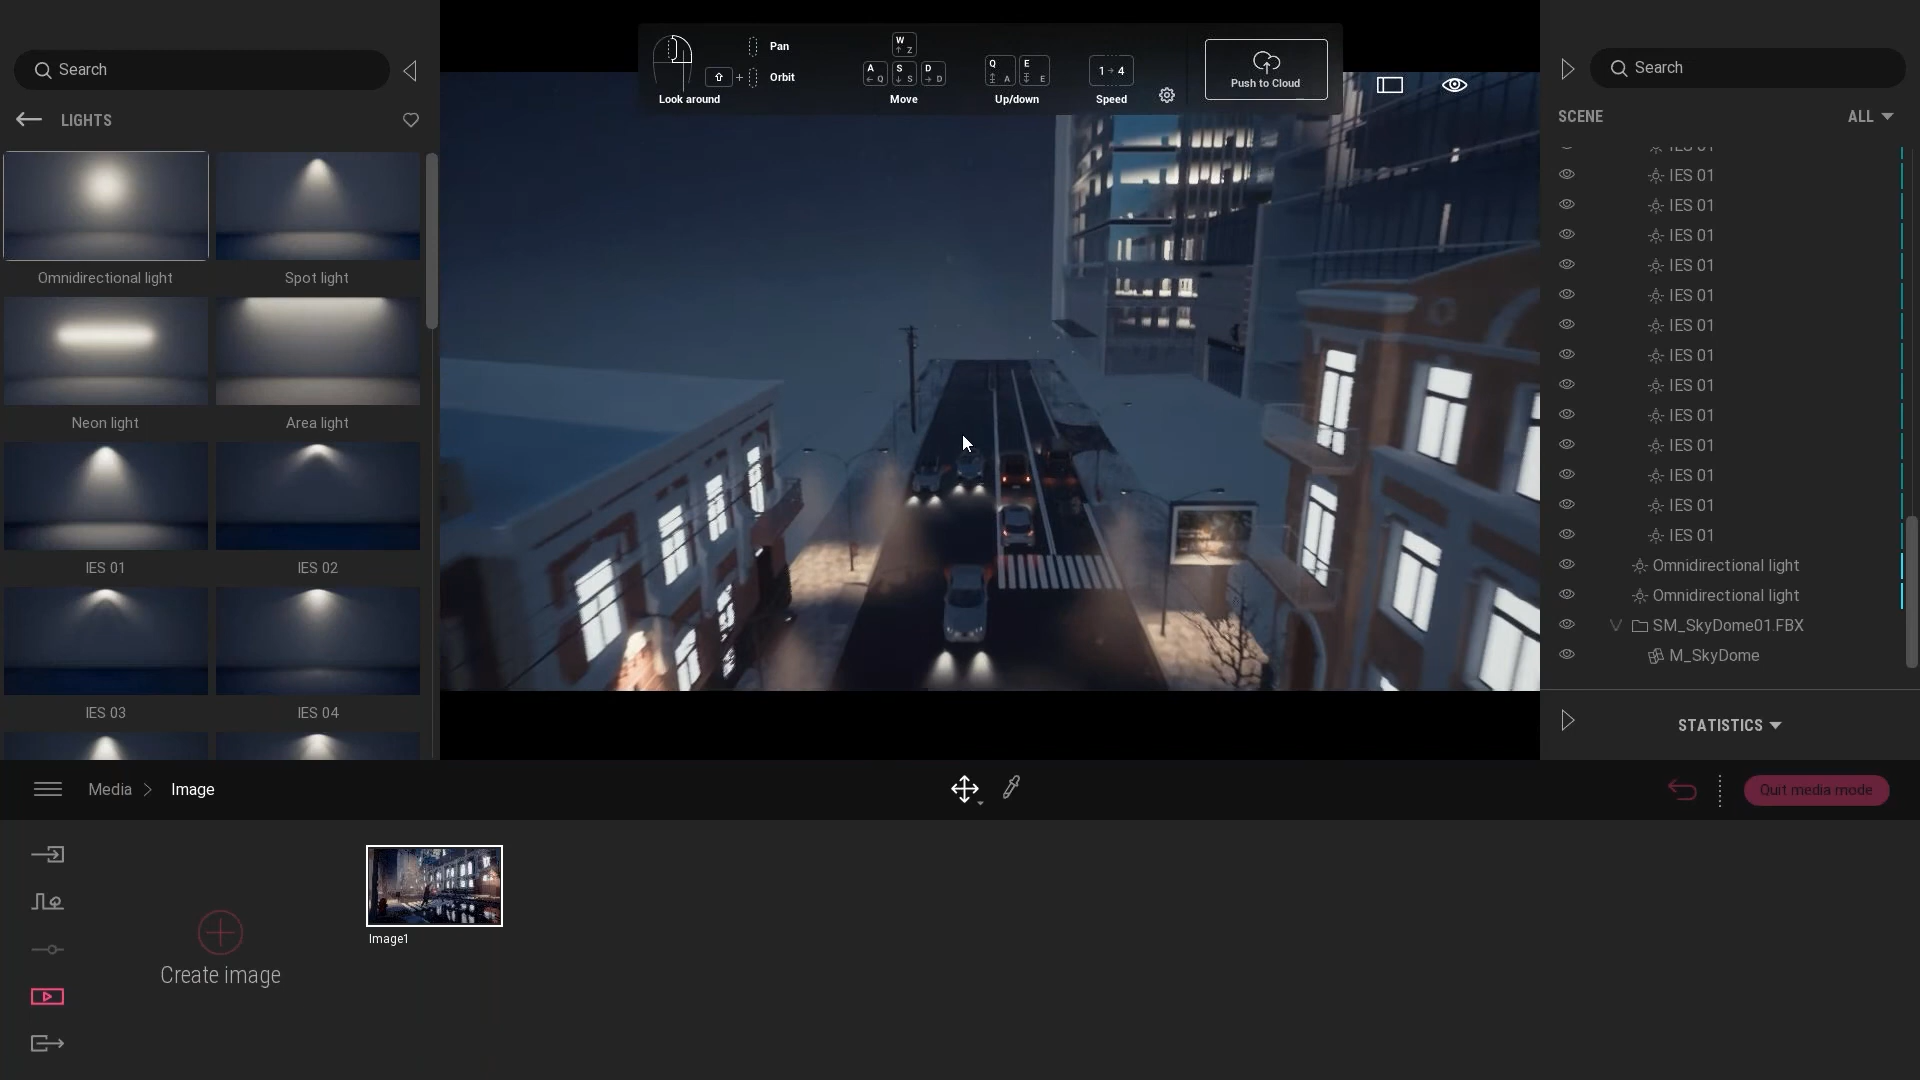 Search
LIGHTS
Omnidirectional light
Spot light
Neon light
Area light
IES 01
IES 02
IES 03
IES 04
Pan
+
Orbit
Look around
W
Z
A
Q
S
S
D
D
Move
Q
A
E
E
Up/down
1 → 4
Speed
Push to Cloud
Search
SCENE
ALL
IES 01
IES 01
IES 01
IES 01
IES 01
IES 01
IES 01
IES 01
IES 01
IES 01
IES 01
IES 01
IES 01
IES 01
Omnidirectional light
Omnidirectional light
SM_SkyDome01.FBX
M_SkyDome
STATISTICS
Media
Image
Quit media mode
Create image
Image1